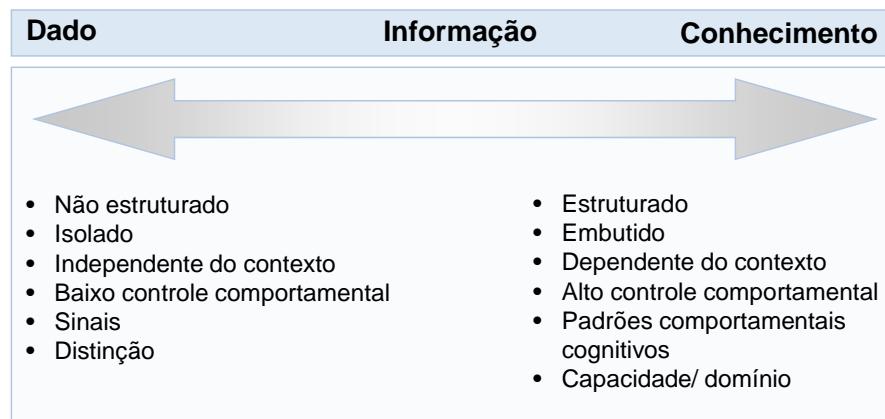 Dado Informação Conhecimento
• Não estruturado
• Isolado
• Independente do contexto
• Baixo controle comportamental
• Sinais
• Distinção
• Estruturado
• Embutido
• Dependente do contexto
• Alto controle comportamental
• Padrões comportamentais
cognitivos
• Capacidade/ domínio